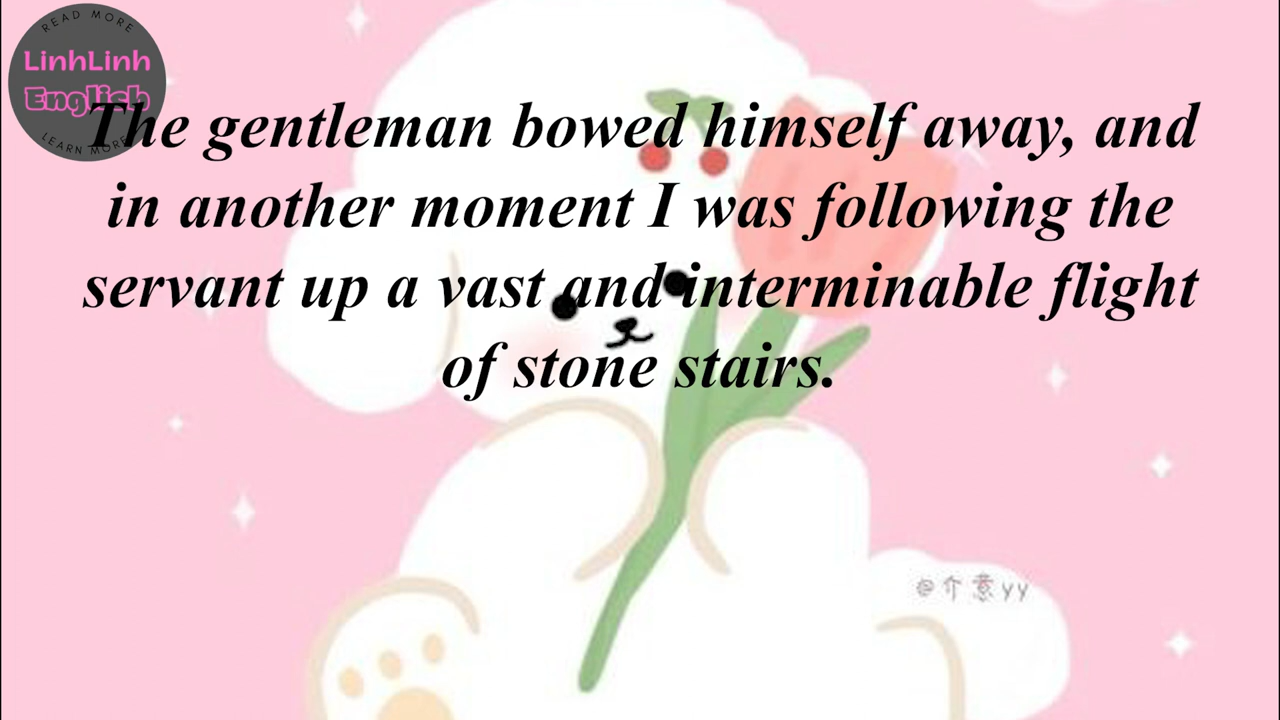 READ MORE
LinhLinh
English
LEARN MORE
The gentleman bowed himself away, and
in another moment I was following the
servant up a vast and interminable flight
of stone stairs.
@介意yy